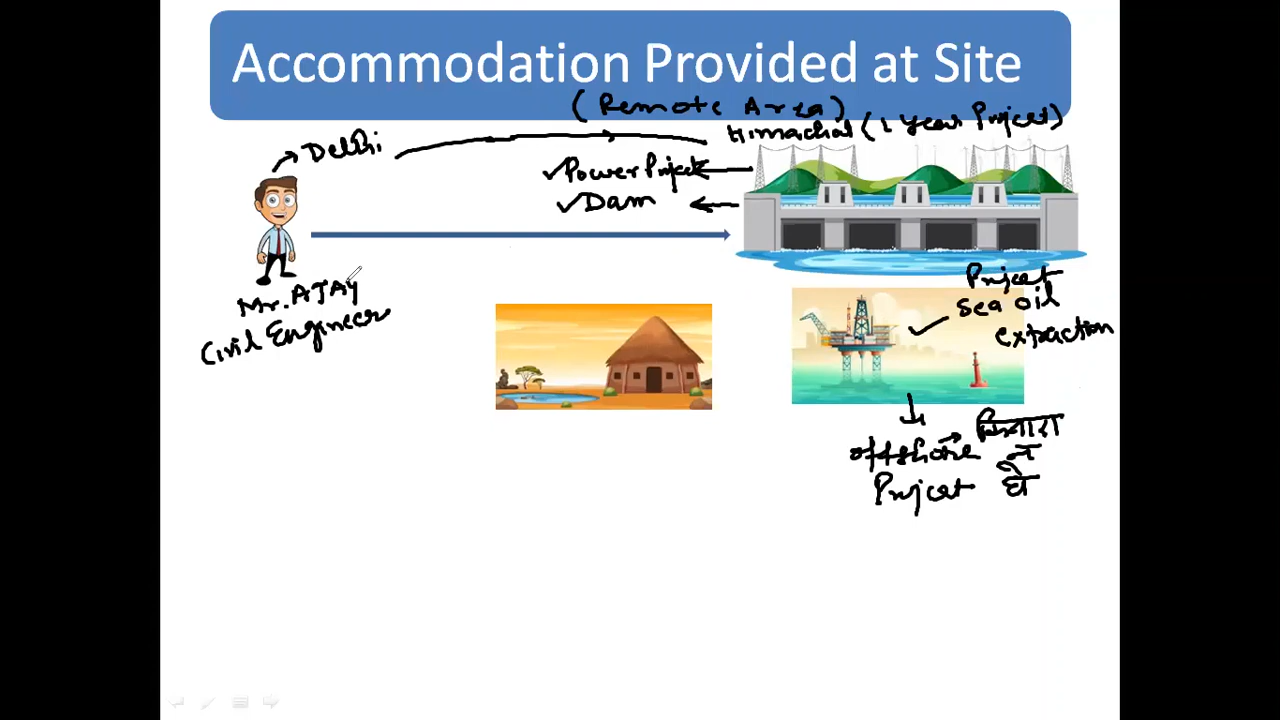 Accommodation Provided at Site
(Remote Area)
Himachal (1 Year Project)
Delhi
Power Project
Dam
Mr. AJAY
Civil Engineer
Project
Sea Oil
extraction
offshore
Project
किनारा
न
हो